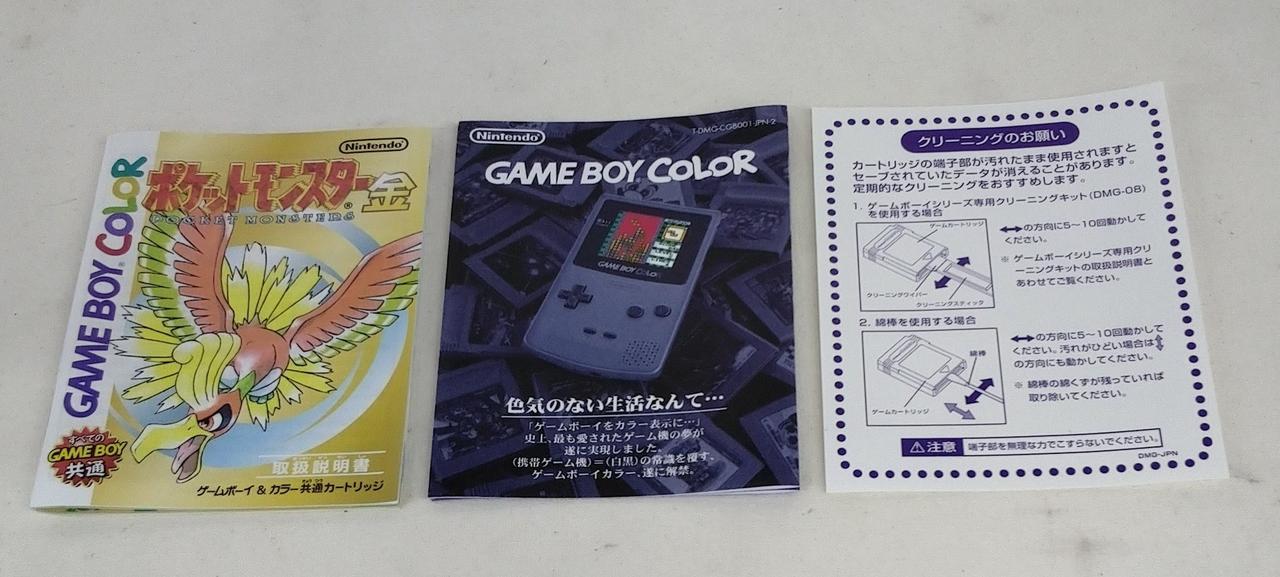 Nintendo
ポケットモンスター金
POCKET MONSTERS
GAME BOY COLOR
すべての
GAME BOY
共通
取扱説明書
ゲームボーイ & カラー共通カートリッジ
Nintendo
T-DMG-CGB001-JPN-2
GAME BOY COLOR
GAME BOY COLOR
色気のない生活なんて…
「ゲームボーイをカラー表示に…」
史上、最も愛されたゲーム機の夢が
遂に実現しました。
(携帯ゲーム機)=(白黒)の常識を覆す、
ゲームボーイカラー、遂に解禁。
クリーニングのお願い
カートリッジの端子部が汚れたまま使用されますと
セーブされていたデータが消えることがあります。
定期的なクリーニングをおすすめします。
1. ゲームボーイシリーズ専用クリーニングキット(DMG-08)
を使用する場合
ゲームカートリッジ
クリーニングワイパー
クリーニングスティック
⟷の方向に5~10回動かして
ください。
※ ゲームボーイシリーズ専用クリ
ーニングキットの取扱説明書と
あわせてご覧ください。
2. 綿棒を使用する場合
綿棒
ゲームカートリッジ
⟷の方向に5~10回動かして
ください。汚れがひどい場合は⇕
の方向にも動かしてください。
※ 綿棒の綿くずが残っていれば
取り除いてください。
⚠注意 端子部を無理な力でこすらないでください。
DMG-JPN